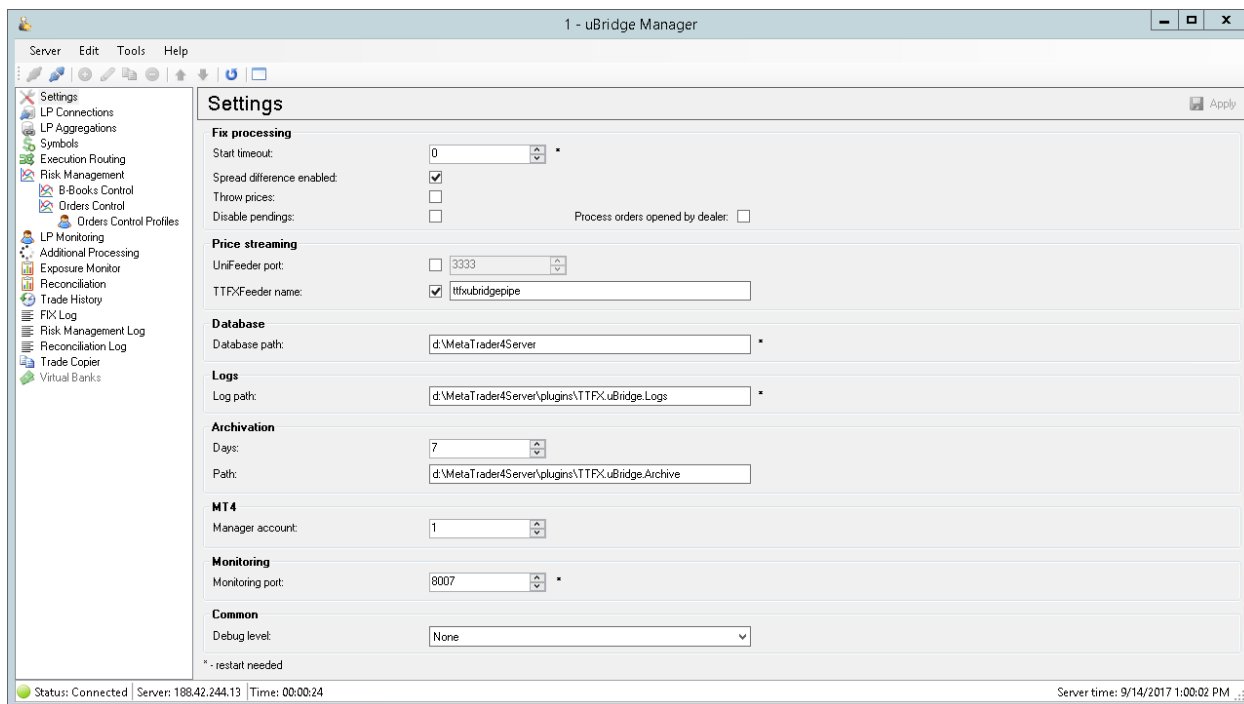 1 - uBridge Manager
Server Edit Tools Help
Settings
LP Connections
LP Aggregations
Symbols
Execution Routing
Risk Management
B-Books Control
Orders Control
Orders Control Profiles
LP Monitoring
Additional Processing
Exposure Monitor
Reconciliation
Trade History
FIX Log
Risk Management Log
Reconciliation Log
Trade Copier
Virtual Banks
Settings Apply
Fix processing
Start timeout: 0 *
Spread difference enabled:
Throw prices:
Disable pendings: Process orders opened by dealer:
Price streaming
UniFeeder port: 3333
TTFXFeeder name: ttfxubridgepipe
Database
Database path: d:\MetaTrader4Server *
Logs
Log path: d:\MetaTrader4Server\plugins\TTFX.uBridge.Logs *
Archivation
Days: 7
Path: d:\MetaTrader4Server\plugins\TTFX.uBridge.Archive
MT4
Manager account: 1
Monitoring
Monitoring port: 8007 *
Common
Debug level: None
* - restart needed
Status: Connected Server: 188.42.244.13 Time: 00:00:24 Server time: 9/14/2017 1:00:02 PM